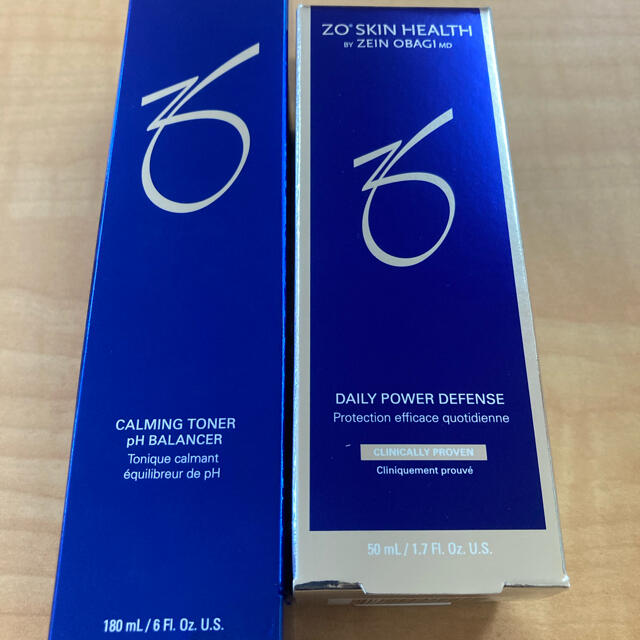 CALMING TONER
pH BALANCER
Tonique calmant
équilibreur de pH
180 mL / 6 Fl. Oz. U.S.
ZO® SKIN HEALTH
BY ZEIN OBAGI MD
DAILY POWER DEFENSE
Protection efficace quotidienne
CLINICALLY PROVEN
Cliniquement prouvé
50 mL / 1.7 Fl. Oz. U.S.